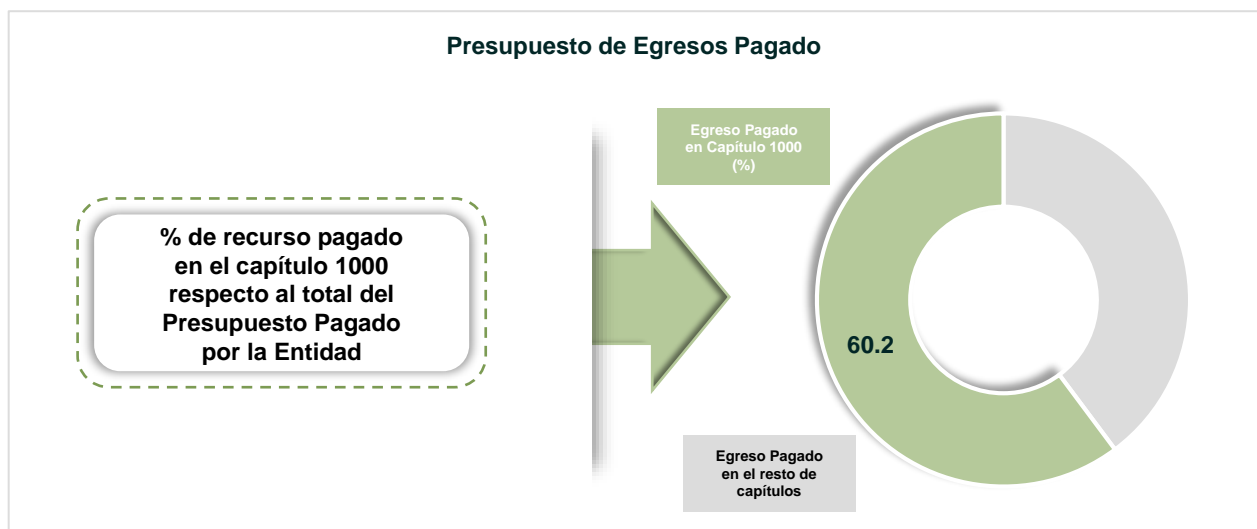 Presupuesto de Egresos Pagado
Egreso Pagado
en Capítulo 1000
(%)
% de recurso pagado
en el capítulo 1000
respecto al total del
Presupuesto Pagado
por la Entidad
60.2
Egreso Pagado
en el resto de
capítulos